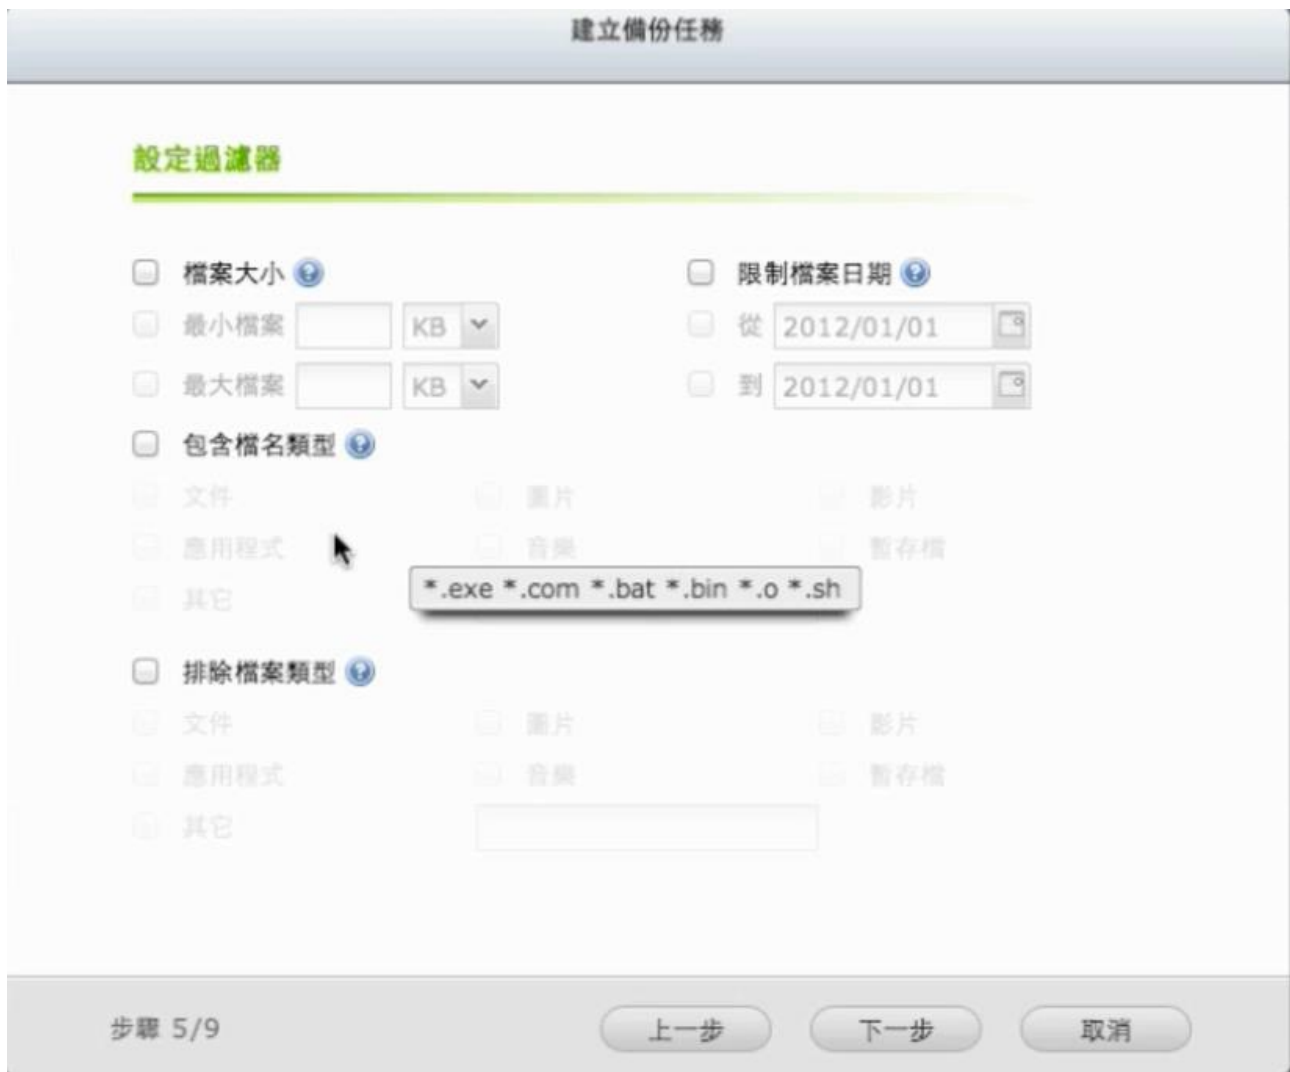 建立備份任務
設定過濾器
檔案大小 限制檔案日期
最小檔案 KB 從 2012/01/01
最大檔案 KB 到 2012/01/01
包含檔名類型
文件 圖片 影片
應用程式 音樂 暫存檔
其它 *.exe *.com *.bat *.bin *.o *.sh
排除檔案類型
文件 圖片 影片
應用程式 音樂 暫存檔
其它
步驟 5/9 上一步 下一步 取消